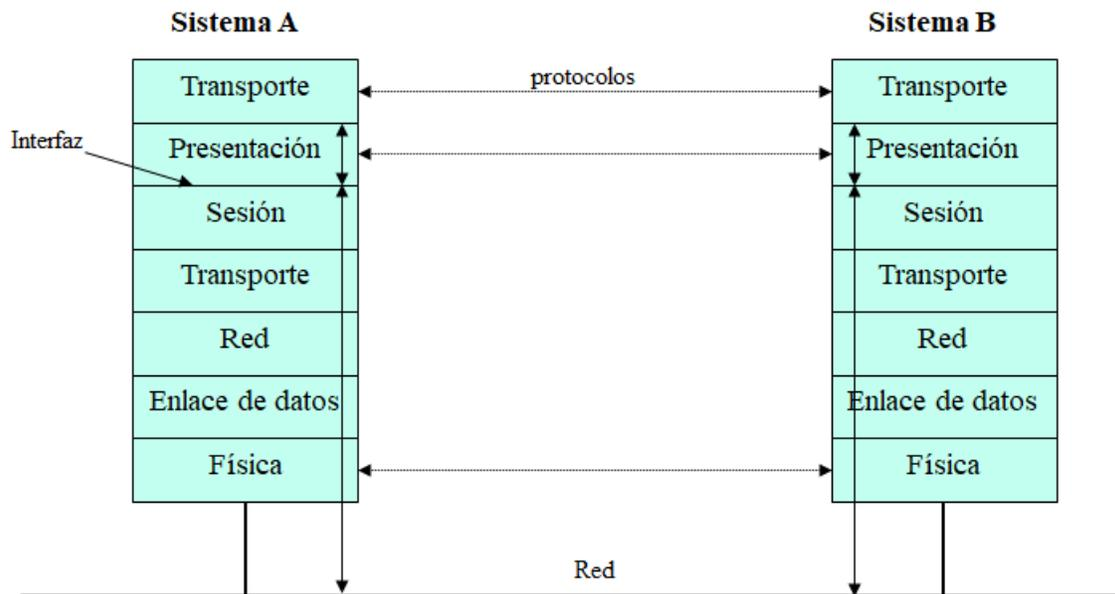 Sistema A
Sistema B
Transporte
protocolos
Transporte
Interfaz
Presentación
Presentación
Sesión
Sesión
Transporte
Transporte
Red
Red
Enlace de datos
Enlace de datos
Física
Física
Red